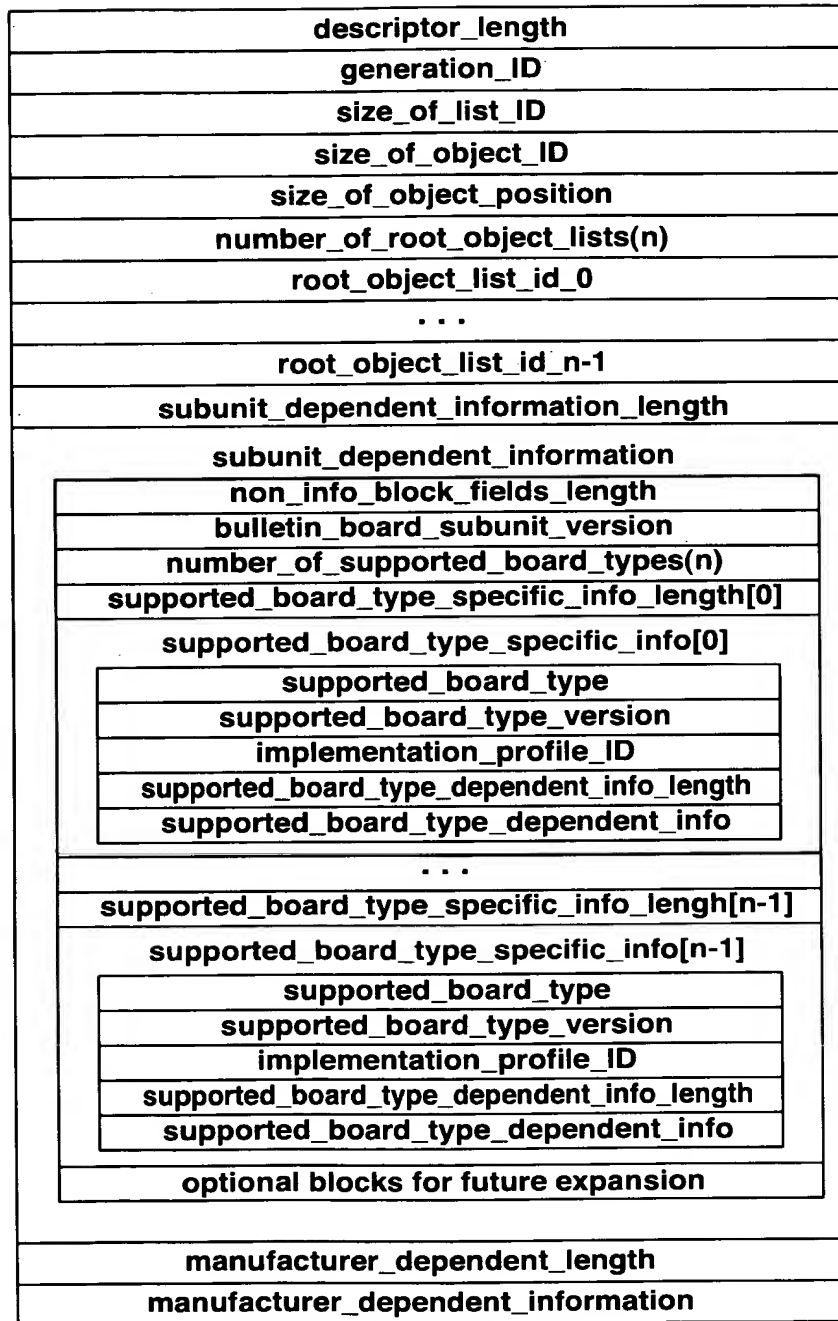 descriptor_length
generation_ID
size_of_list_ID
size_of_object_ID
size_of_object_position
number_of_root_object_lists(n)
root_object_list_id_0
. . .
root_object_list_id_n-1
subunit_dependent_information_length
subunit_dependent_information
non_info_block_fields_length
bulletin_board_subunit_version
number_of_supported_board_types(n)
supported_board_type_specific_info_length[0]
supported_board_type_specific_info[0]
supported_board_type
supported_board_type_version
implementation_profile_ID
supported_board_type_dependent_info_length
supported_board_type_dependent_info
. . .
supported_board_type_specific_info_lengh[n-1]
supported_board_type_specific_info[n-1]
supported_board_type
supported_board_type_version
implementation_profile_ID
supported_board_type_dependent_info_length
supported_board_type_dependent_info
optional blocks for future expansion
manufacturer_dependent_length
manufacturer_dependent_information